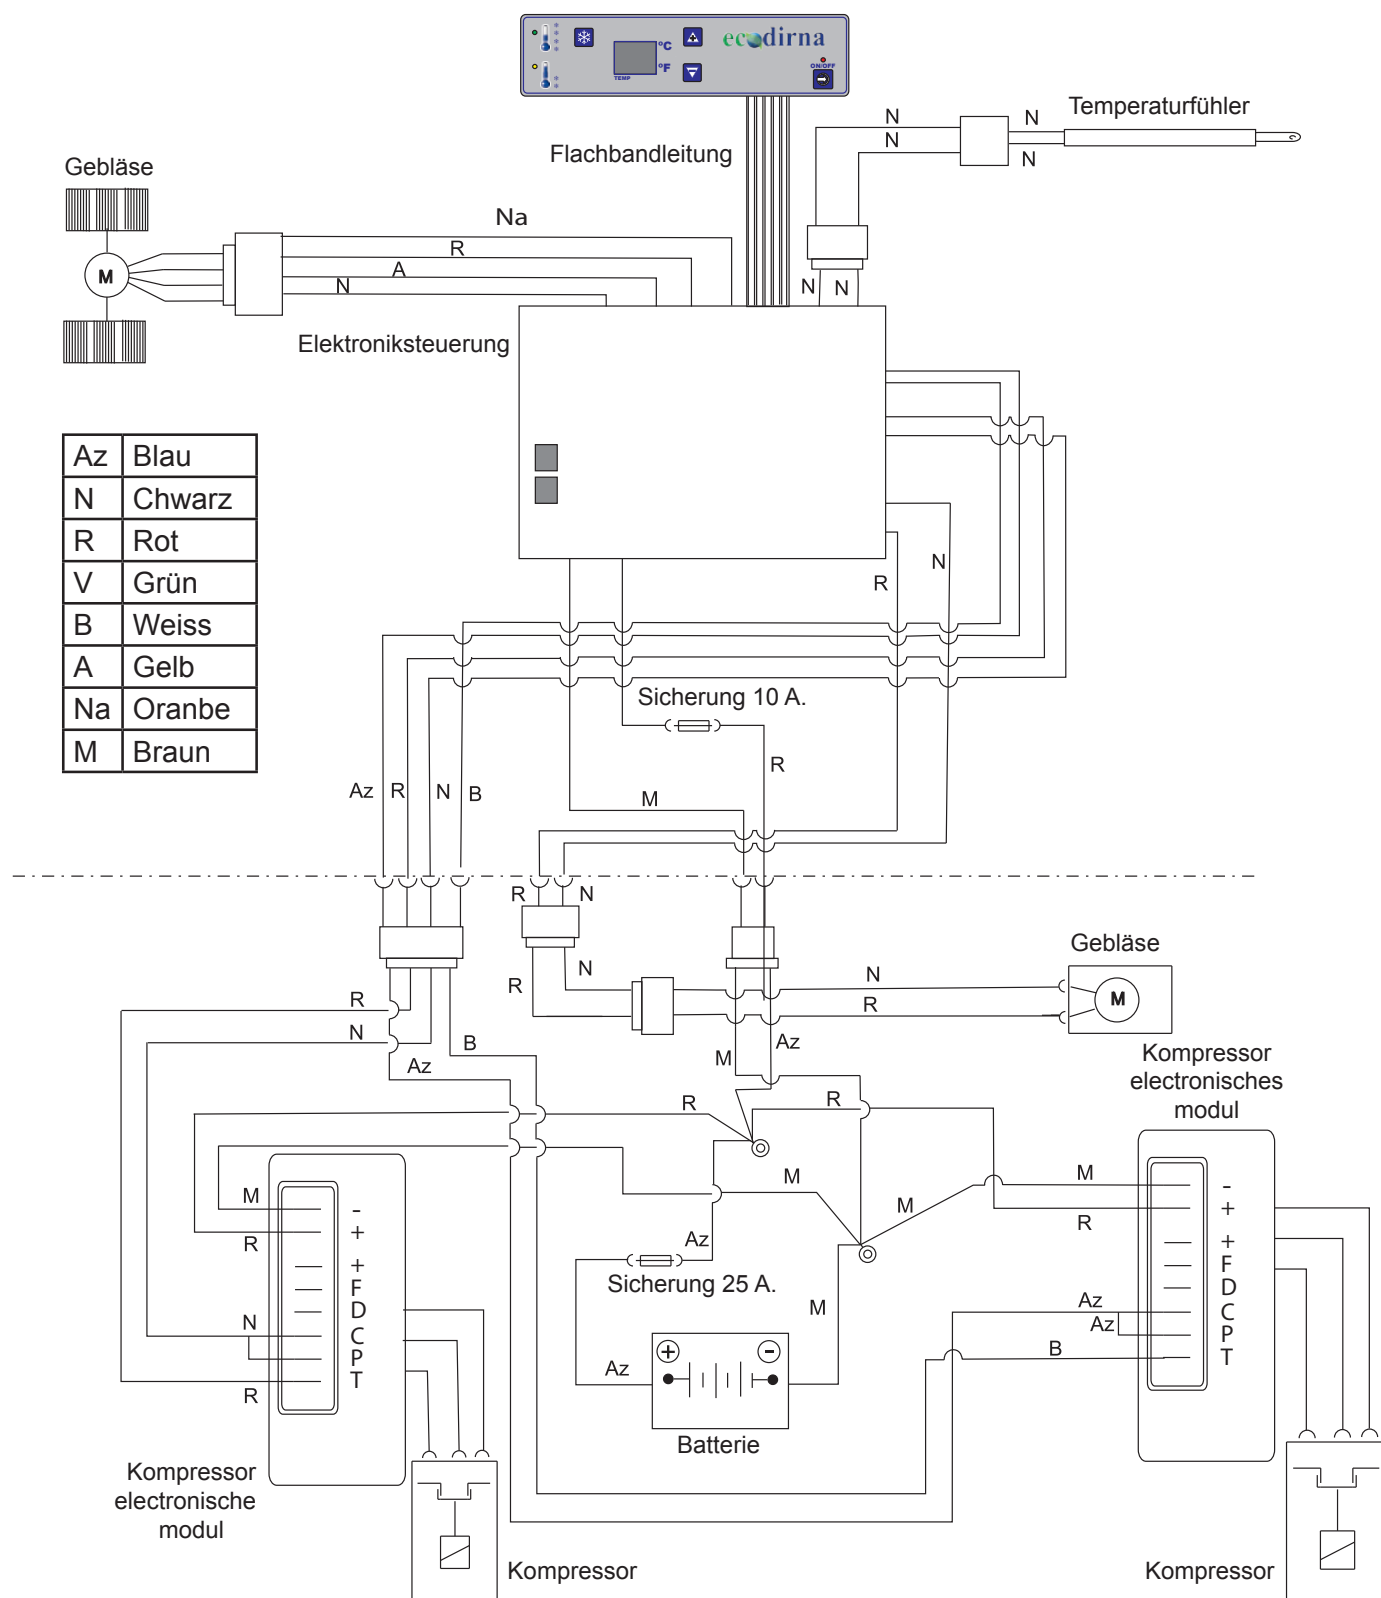 ecodirna
°C
°F
TEMP
ON/OFF
Temperaturfühler
N
N
N
N
Flachbandleitung
Gebläse
M
Na
R
A
N
N
N
Elektroniksteuerung
Az Blau
N Chwarz
R Rot
V Grün
B Weiss
A Gelb
Na Oranbe
M Braun
R
N
Sicherung 10 A.
R
Az
R
N
B
M
R
N
Gebläse
M
R
N
N
R
R
N
Az
B
M
Az
Kompressor
electronisches
modul
R
R
M
M
M
R
Az
Sicherung 25 A.
M
Az
+
-
Batterie
M
R
N
R
-
+
+
F
D
C
P
T
Az
Az
B
-
+
+
F
D
C
P
T
Kompressor
electronische
modul
Kompressor
Kompressor